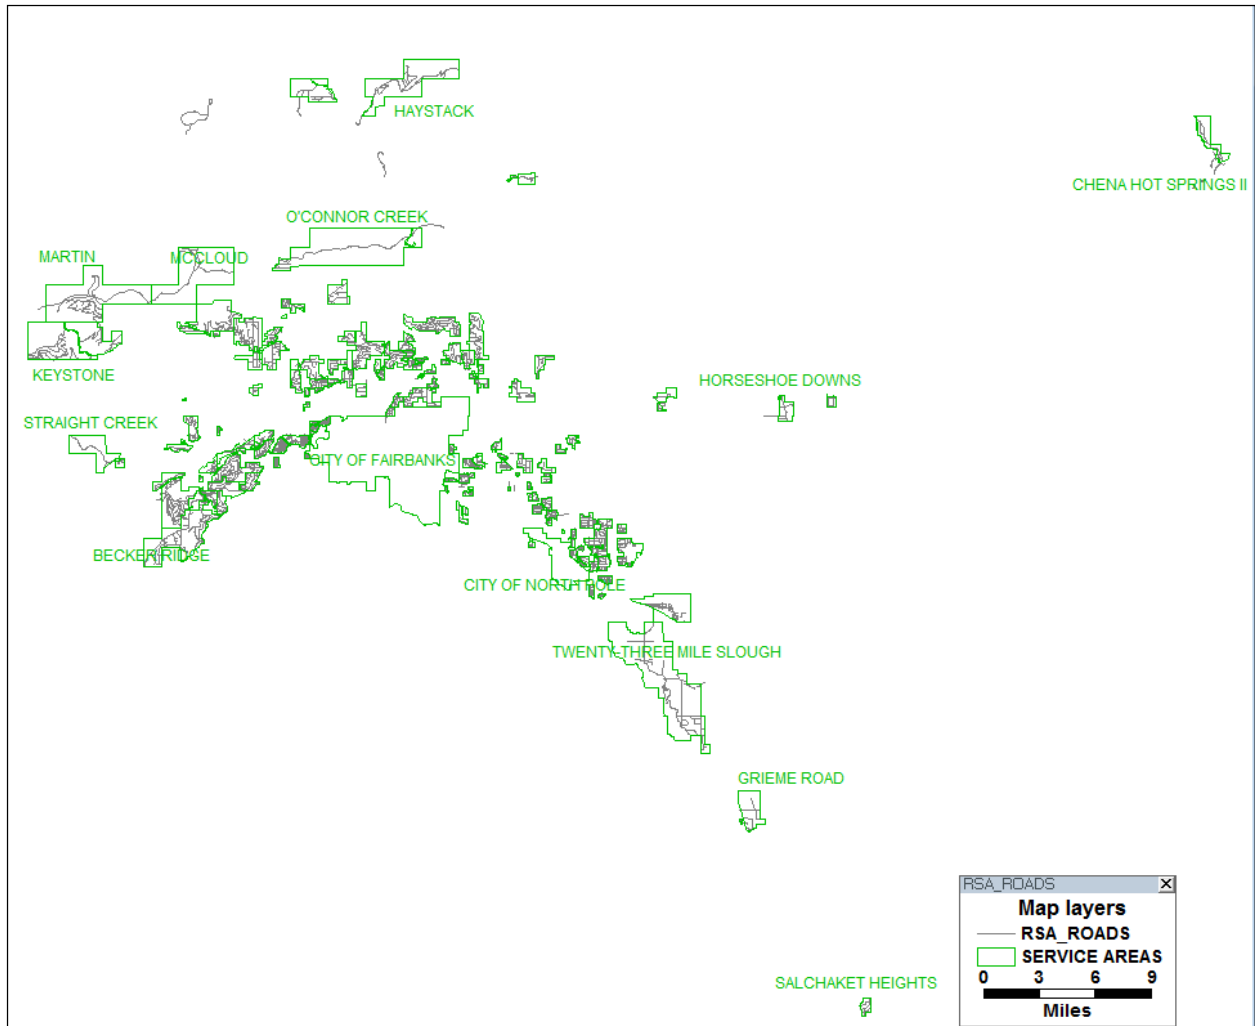 HAYSTACK
CHENA HOT SPRINGS II
O'CONNOR CREEK
MARTIN
MCCLOUD
KEYSTONE
HORSESHOE DOWNS
STRAIGHT CREEK
CITY OF FAIRBANKS
BECKER RIDGE
CITY OF NORTH POLE
TWENTY-THREE MILE SLOUGH
GRIEME ROAD
SALCHAKET HEIGHTS
RSA_ROADS
Map layers
RSA_ROADS
SERVICE AREAS
0 3 6 9
Miles